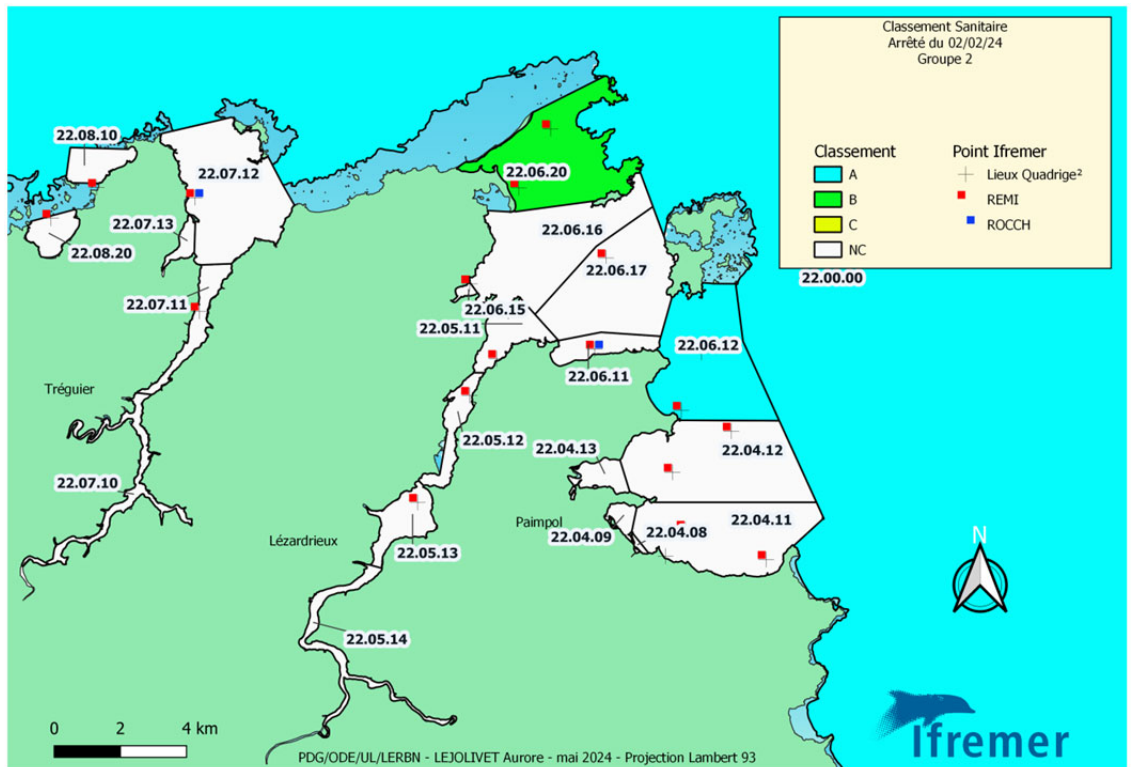 Classement Sanitaire
Arrêté du 02/02/24
Groupe 2
Classement
A
B
C
NC
Point Ifremer
Lieux Quadrige²
REMI
ROCCH
22.08.10
22.07.12
22.06.20
22.07.13
22.08.20
22.06.16
22.06.17
22.00.00
22.07.11
22.06.15
22.05.11
22.06.12
22.06.11
Tréguier
22.05.12
22.04.13
22.04.12
22.07.10
Paimpol
22.04.11
22.04.09
22.04.08
Lézardrieux
22.05.13
N
22.05.14
0 2 4 km
Ifremer
PDG/ODE/UL/LERBN - LEJOLIVET Aurore - mai 2024 - Projection Lambert 93